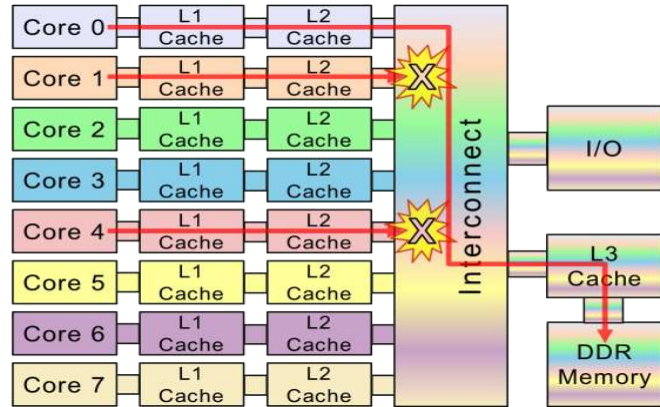 Core 0
L1
Cache
L2
Cache
Core 1
L1
Cache
L2
Cache
X
Core 2
L1
Cache
L2
Cache
Core 3
L1
Cache
L2
Cache
Core 4
L1
Cache
L2
Cache
X
Core 5
L1
Cache
L2
Cache
Core 6
L1
Cache
L2
Cache
Core 7
L1
Cache
L2
Cache
Interconnect
I/O
L3
Cache
DDR
Memory